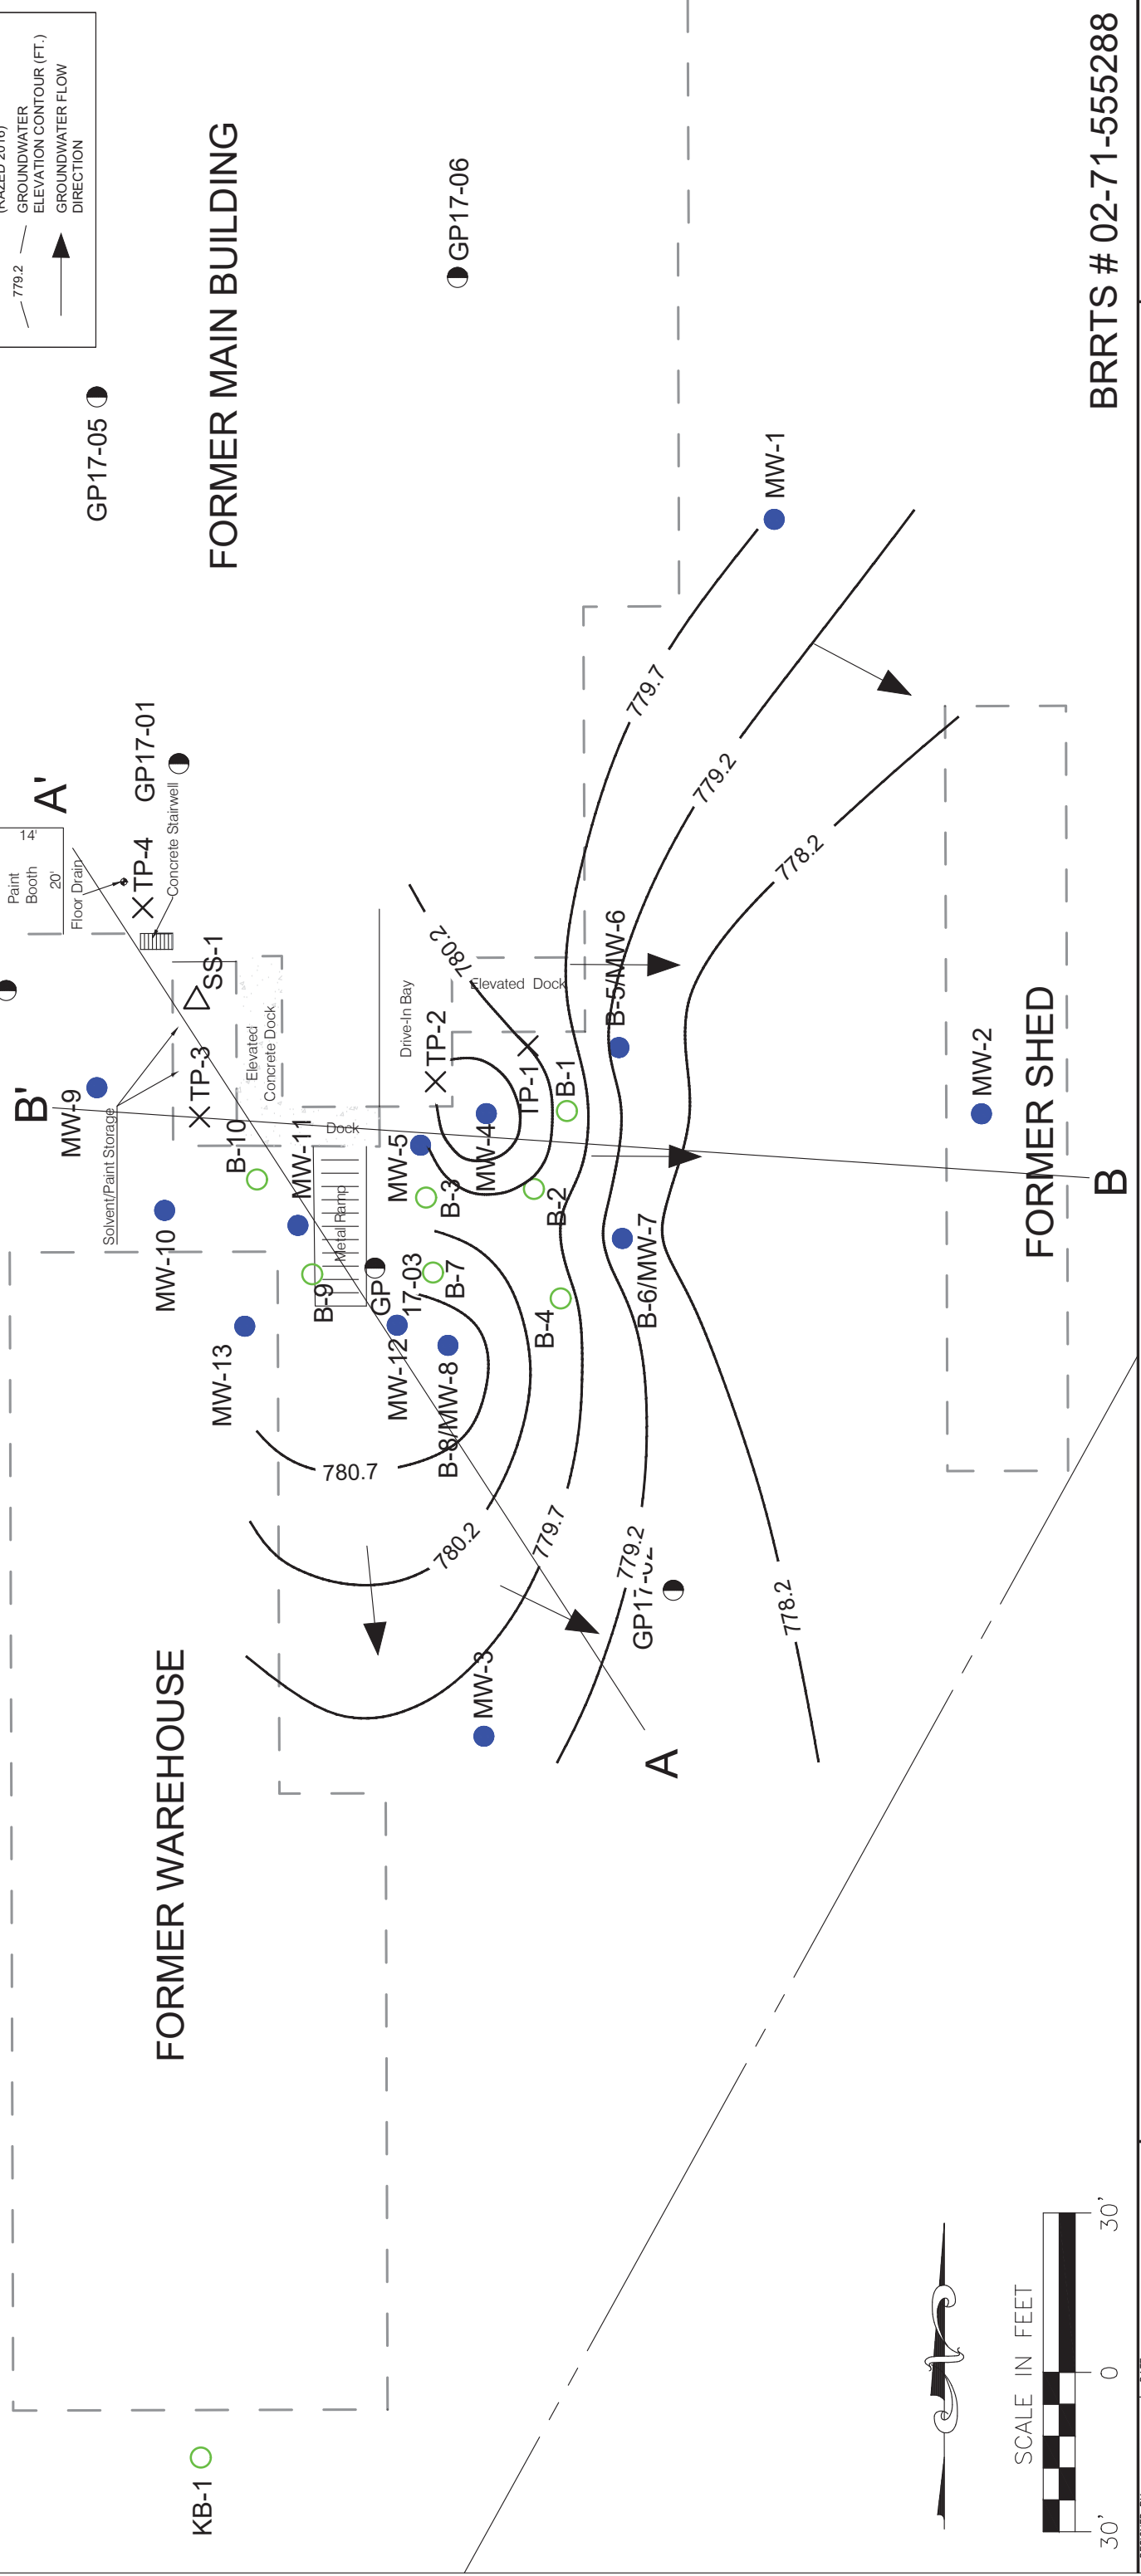 (RAZED 2016)
779.2
GROUNDWATER
ELEVATION CONTOUR (FT.)
GROUNDWATER FLOW
DIRECTION
FORMER WAREHOUSE
FORMER MAIN BUILDING
KB-1
MW-13
MW-10
B'
MW-9
Solvent/Paint Storage
B-10
TP-3
SS-1
Elevated
Concrete Dock
A'
Paint
Booth
14'
20'
Floor Drain
TP-4
GP17-01
Concrete Stairwell
GP17-05
GP17-06
MW-11
B-9
Metal Ramp
Dock
GP
17-03
MW-12
B-8/MW-8
B-7
MW-5
B-3
Drive-In Bay
TP-2
MW-4
TP-1
Elevated Dock
B-1
B-2
B-4
780.7
780.2
780.2
779.7
779.7
779.2
779.2
778.2
778.2
MW-3
A
GP17-02
B-6/MW-7
B-5/MW-6
MW-1
MW-2
FORMER SHED
B
SCALE IN FEET
30'
0
30'
BRRTS # 02-71-555288